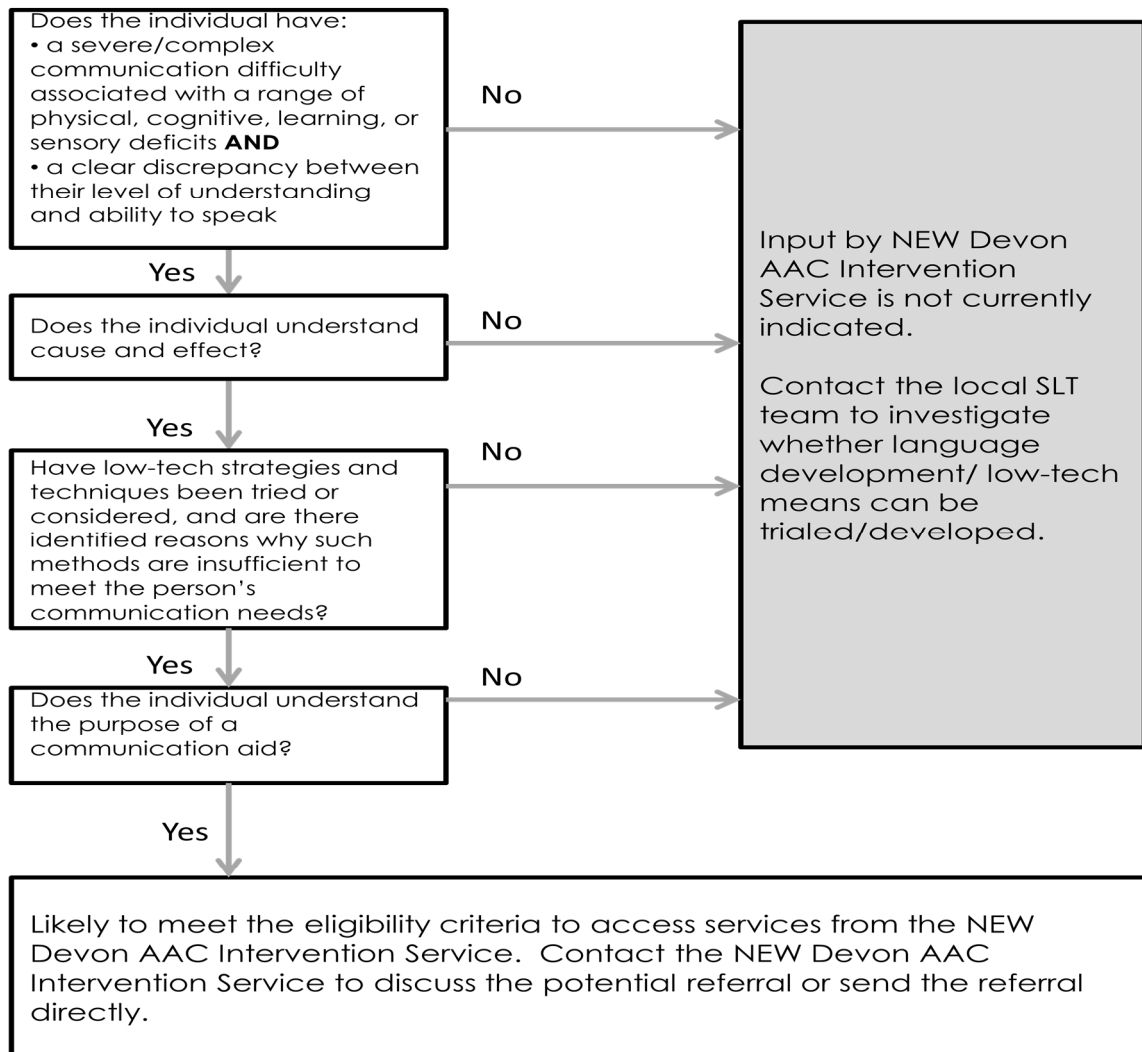 Does the individual have:
• a severe/complex
communication difficulty
associated with a range of
physical, cognitive, learning, or
sensory deficits AND
• a clear discrepancy between
their level of understanding
and ability to speak
No
Yes
Does the individual understand
cause and effect?
No
Yes
Have low-tech strategies and
techniques been tried or
considered, and are there
identified reasons why such
methods are insufficient to
meet the person’s
communication needs?
No
Yes
Does the individual understand
the purpose of a
communication aid?
No
Yes
Input by NEW Devon
AAC Intervention
Service is not currently
indicated.
Contact the local SLT
team to investigate
whether language
development/ low-tech
means can be
trialed/developed.
Likely to meet the eligibility criteria to access services from the NEW
Devon AAC Intervention Service.  Contact the NEW Devon AAC
Intervention Service to discuss the potential referral or send the referral
directly.